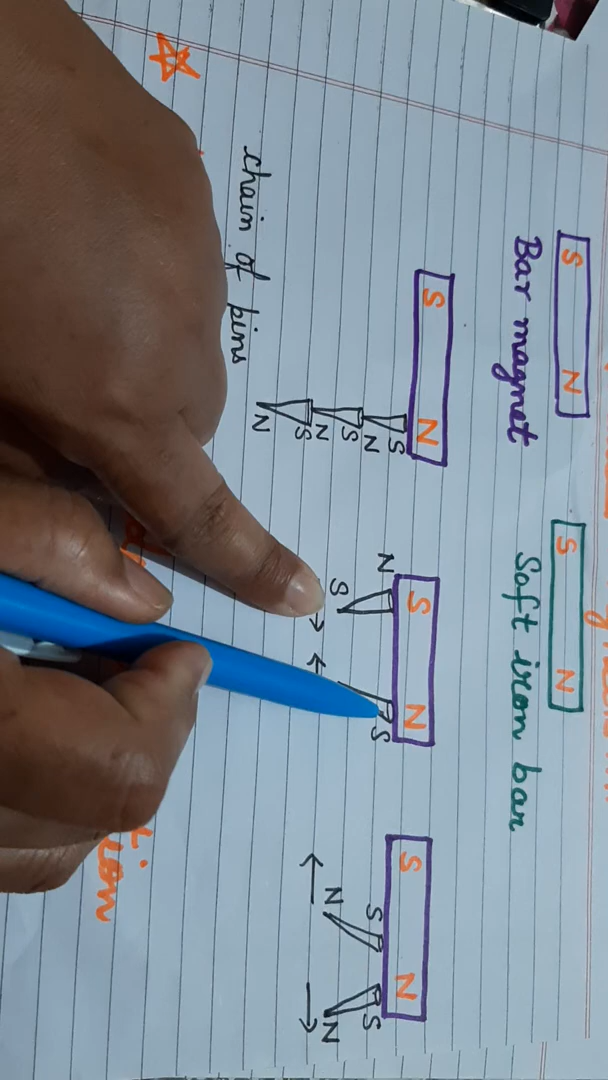 S N S N
Bar magnet Soft iron bar
S N S N S N
S N S S S
N
S S N N
N
S
N
chain of pins